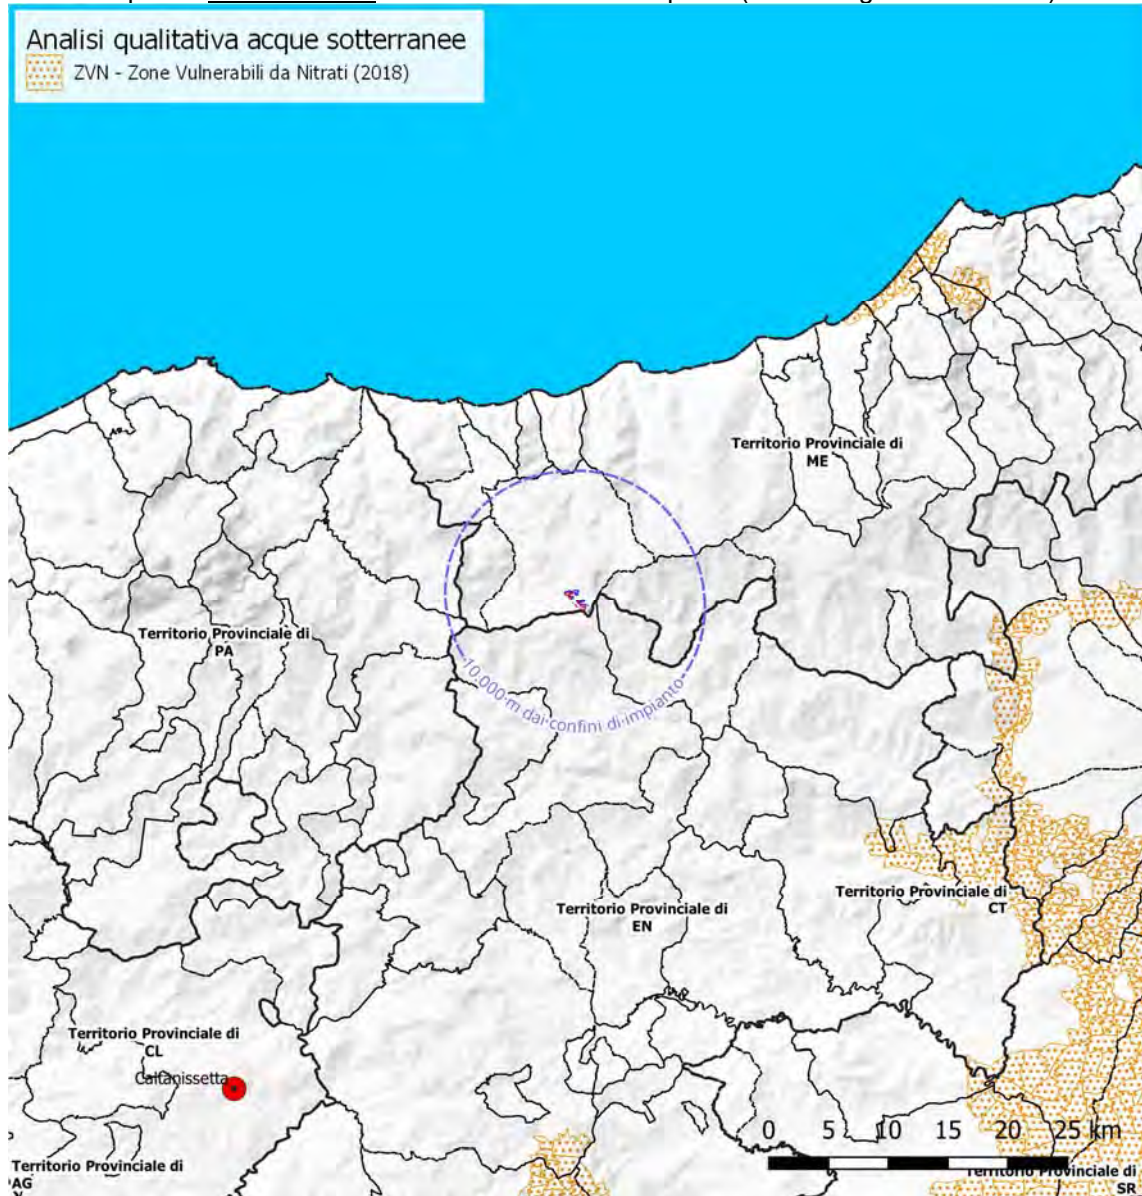 Analisi qualitativa acque sotterranee
ZVN - Zone Vulnerabili da Nitrati (2018)
Territorio Provinciale di
ME
Territorio Provinciale di
PA
10.000 m dai confini di impianto
Territorio Provinciale di
CT
Territorio Provinciale di
EN
Territorio Provinciale di
CL
Caltanissetta
0 5 10 15 20 25 km
Territorio Provinciale di
AG
Territorio Provinciale di
SR